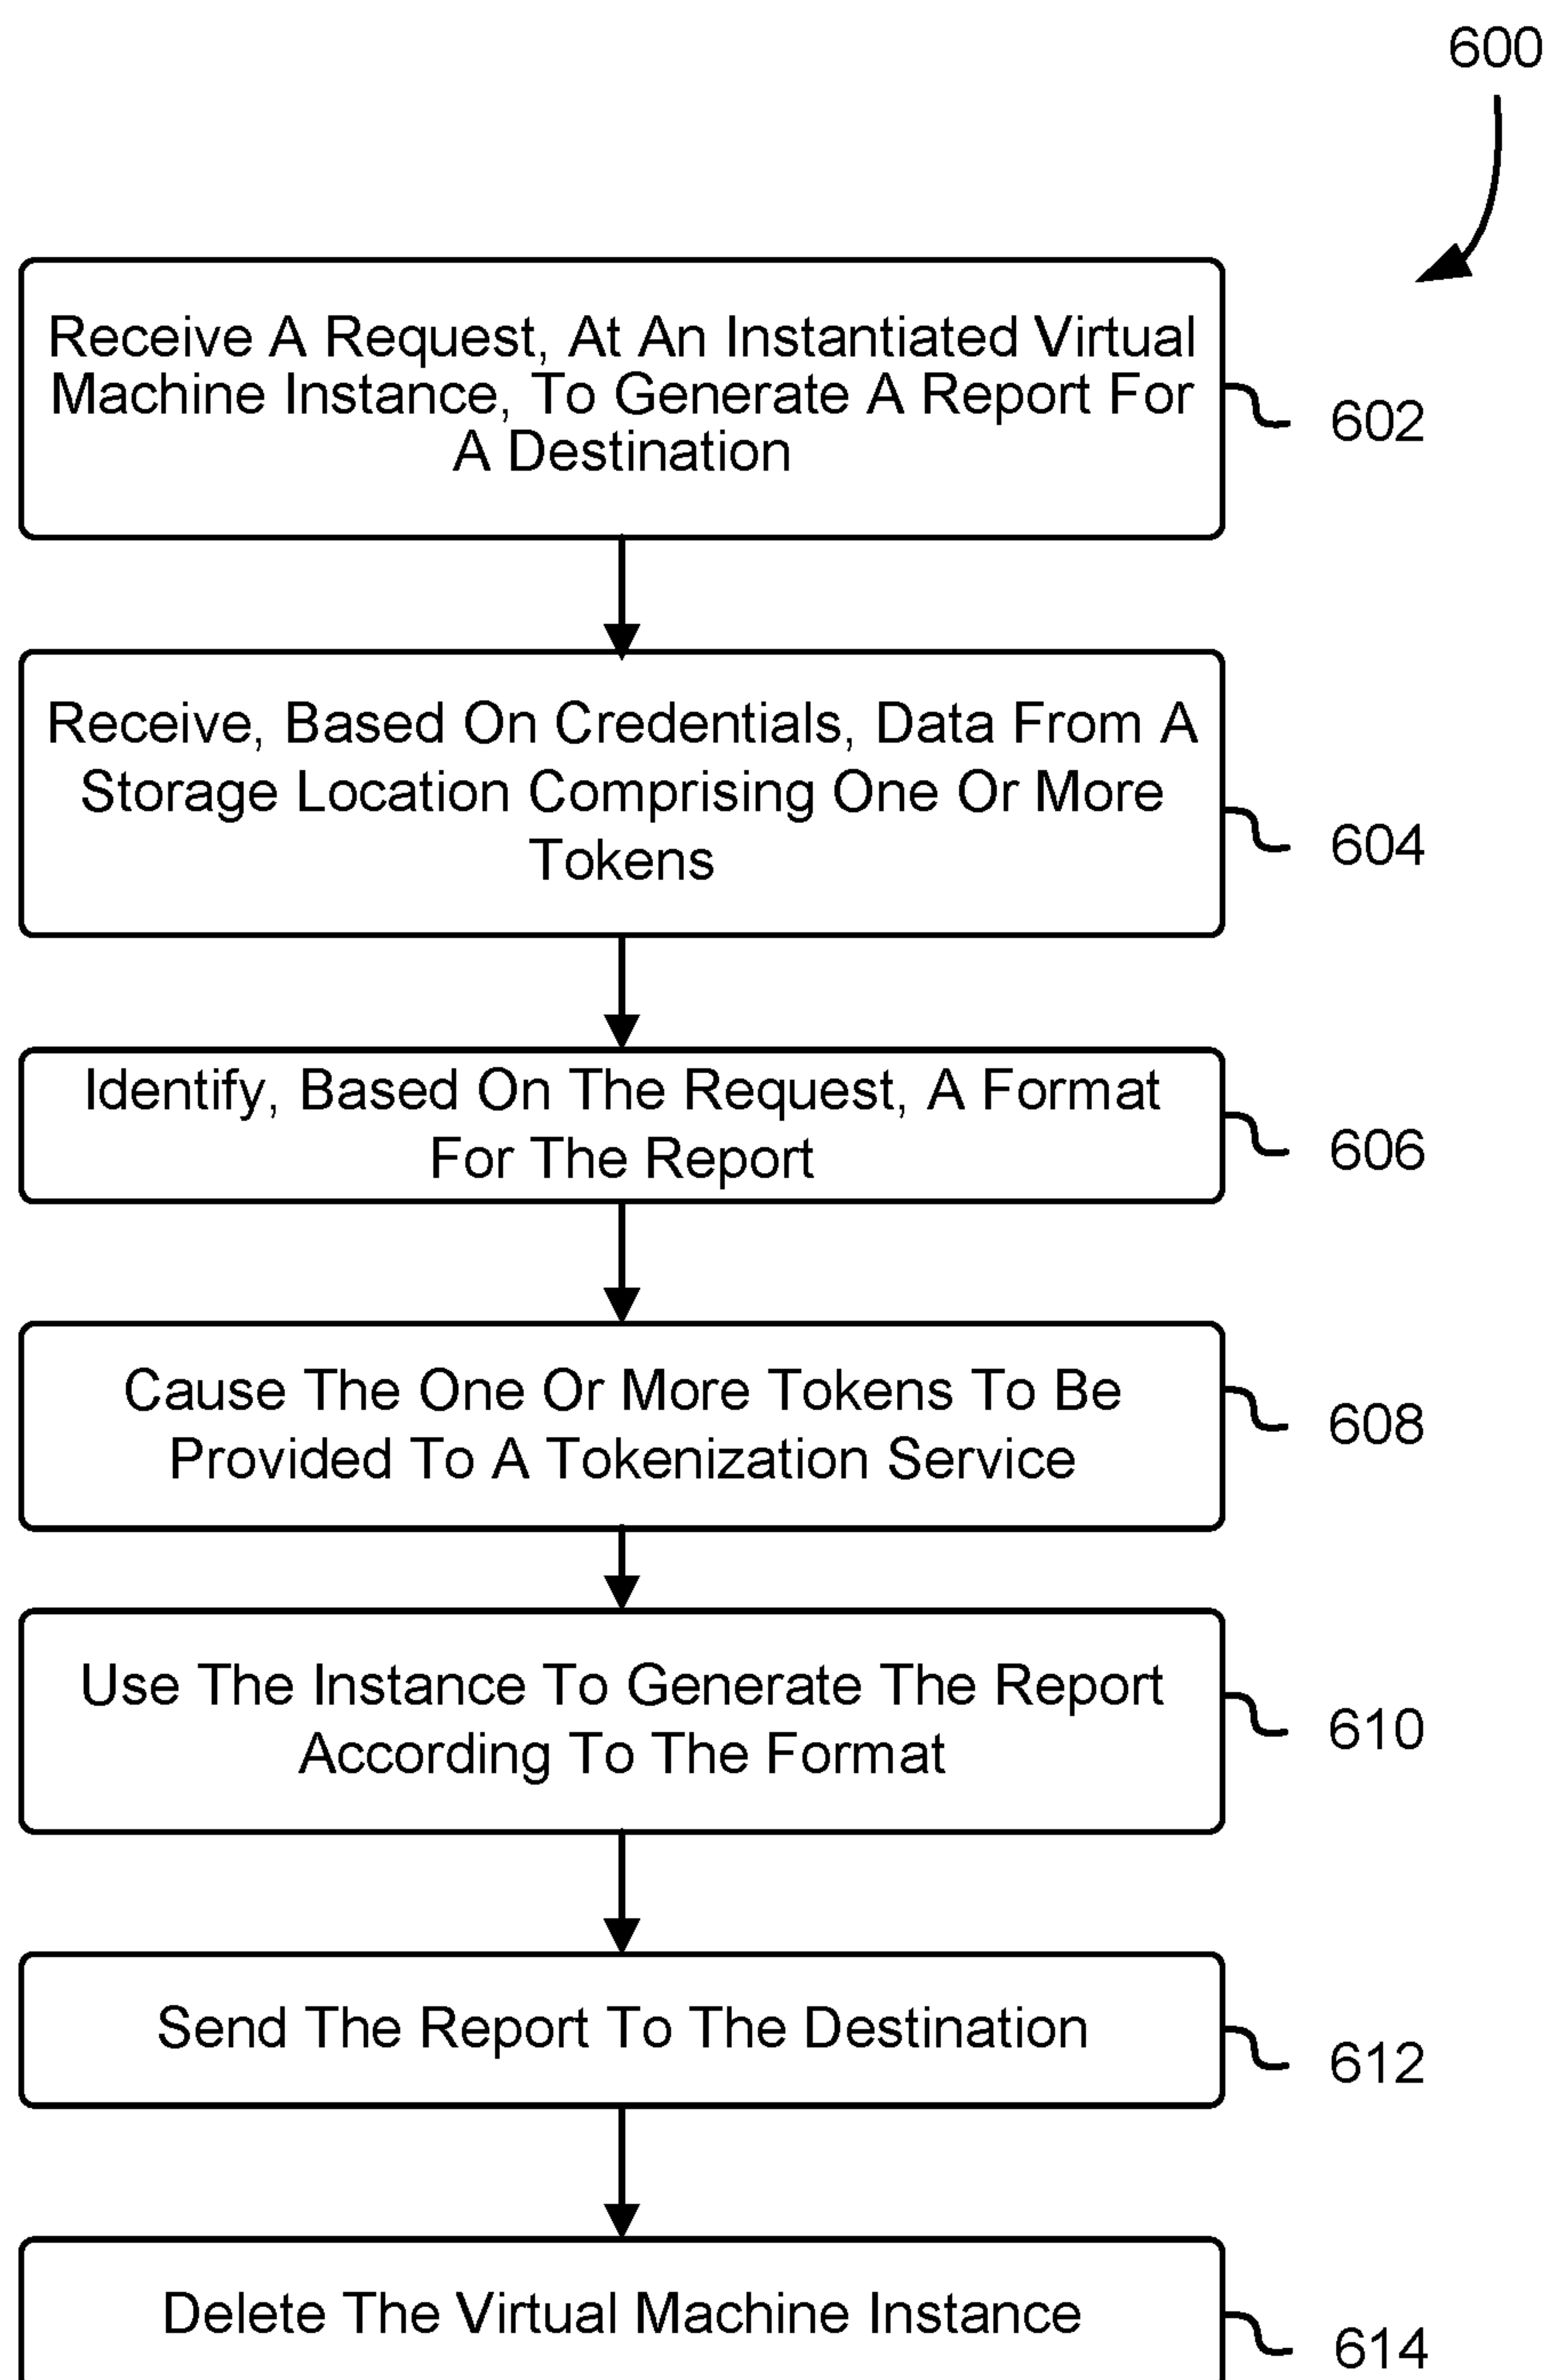 600
Receive A Request, At An Instantiated Virtual
Machine Instance, To Generate A Report For
A Destination
602
Receive, Based On Credentials, Data From A
Storage Location Comprising One Or More
Tokens
604
Identify, Based On The Request, A Format
For The Report
606
Cause The One Or More Tokens To Be
Provided To A Tokenization Service
608
Use The Instance To Generate The Report
According To The Format
610
Send The Report To The Destination
612
Delete The Virtual Machine Instance
614